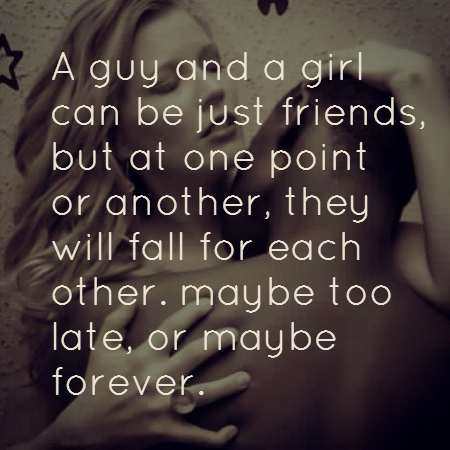 A guy and a girl
can be just friends,
but at one point
or another, they
will fall for each
other. maybe too
late, or maybe
forever.